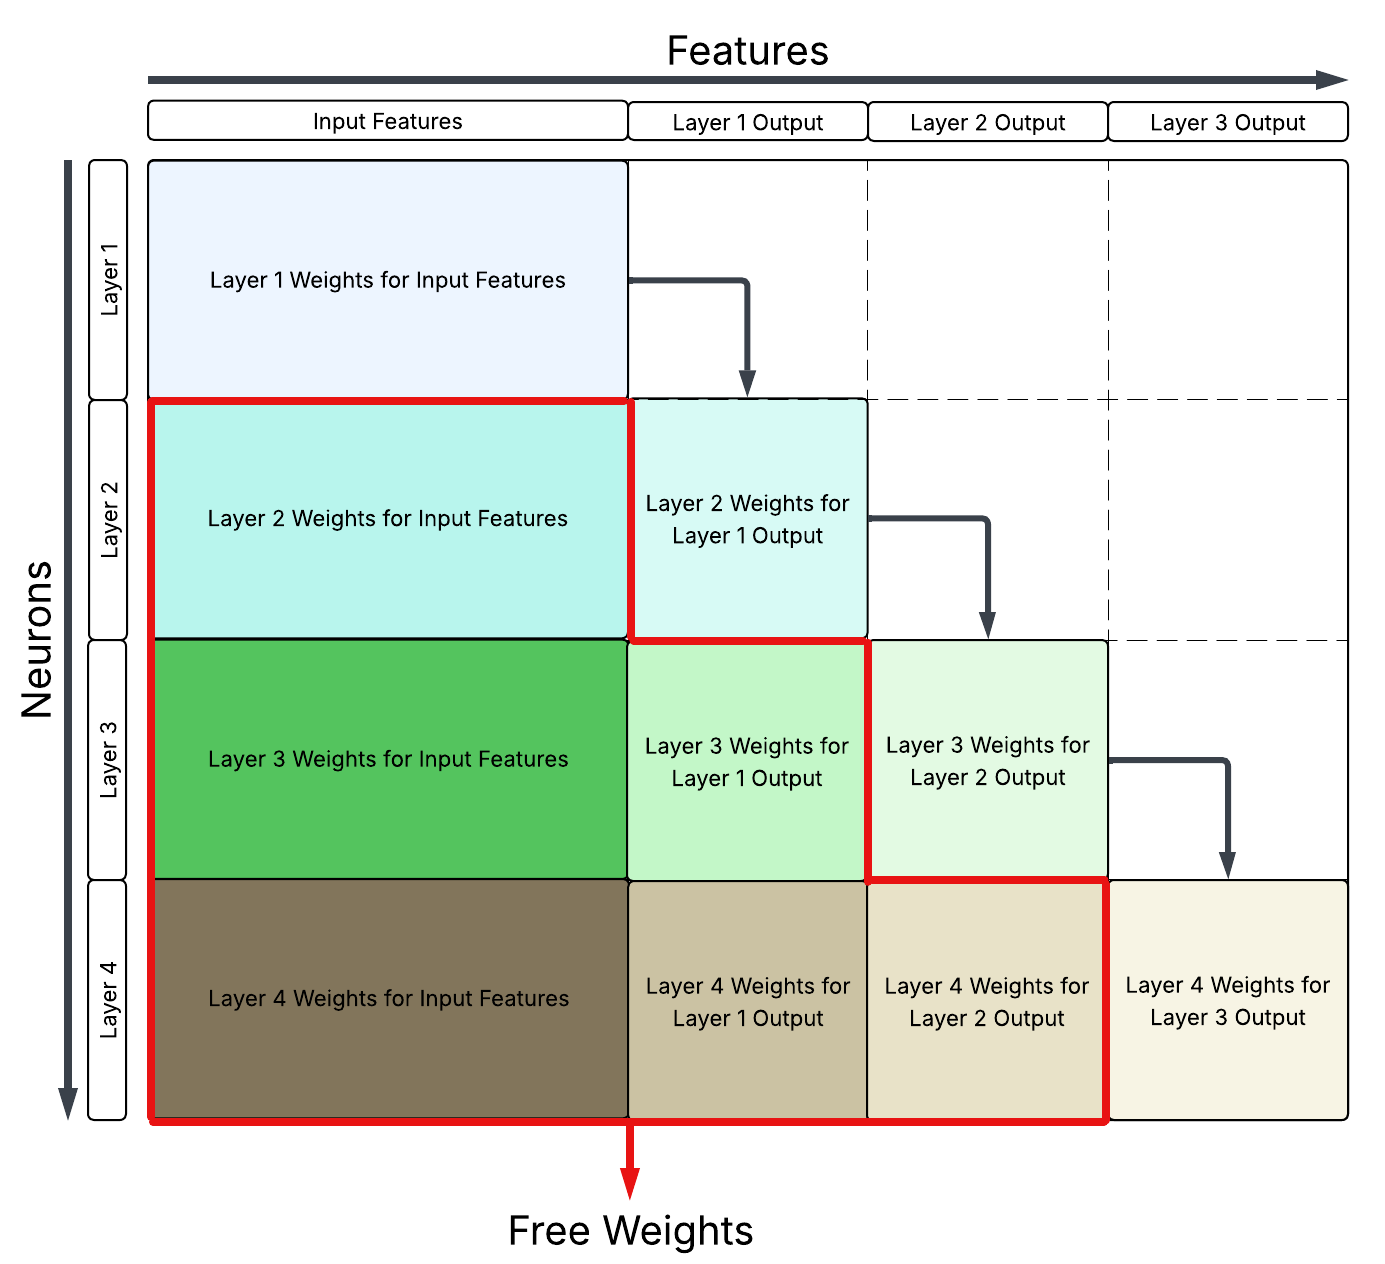 Features
Input Features
Layer 1 Output
Layer 2 Output
Layer 3 Output
Neurons
Layer 1
Layer 1 Weights for Input Features
Layer 2
Layer 2 Weights for Input Features
Layer 2 Weights for
Layer 1 Output
Layer 3
Layer 3 Weights for Input Features
Layer 3 Weights for
Layer 1 Output
Layer 3 Weights for
Layer 2 Output
Layer 4
Layer 4 Weights for Input Features
Layer 4 Weights for
Layer 1 Output
Layer 4 Weights for
Layer 2 Output
Layer 4 Weights for
Layer 3 Output
Free Weights